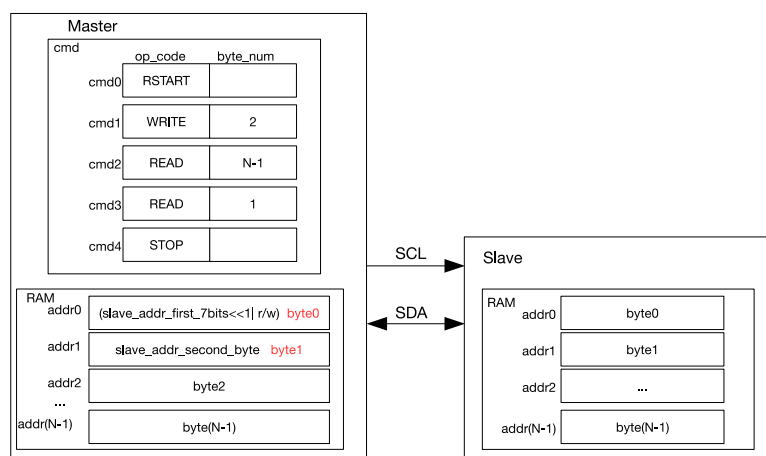 Master
cmd
op_code byte_num
cmd0 RSTART
cmd1 WRITE 2
cmd2 READ N-1
cmd3 READ 1
cmd4 STOP
SCL
SDA
RAM
addr0 (slave_addr_first_7bits<<1| r/w) byte0
addr1 slave_addr_second_byte byte1
addr2 byte2
...
addr(N-1) byte(N-1)
Slave
RAM
addr0 byte0
addr1 byte1
addr2 ...
addr(N-1) byte(N-1)